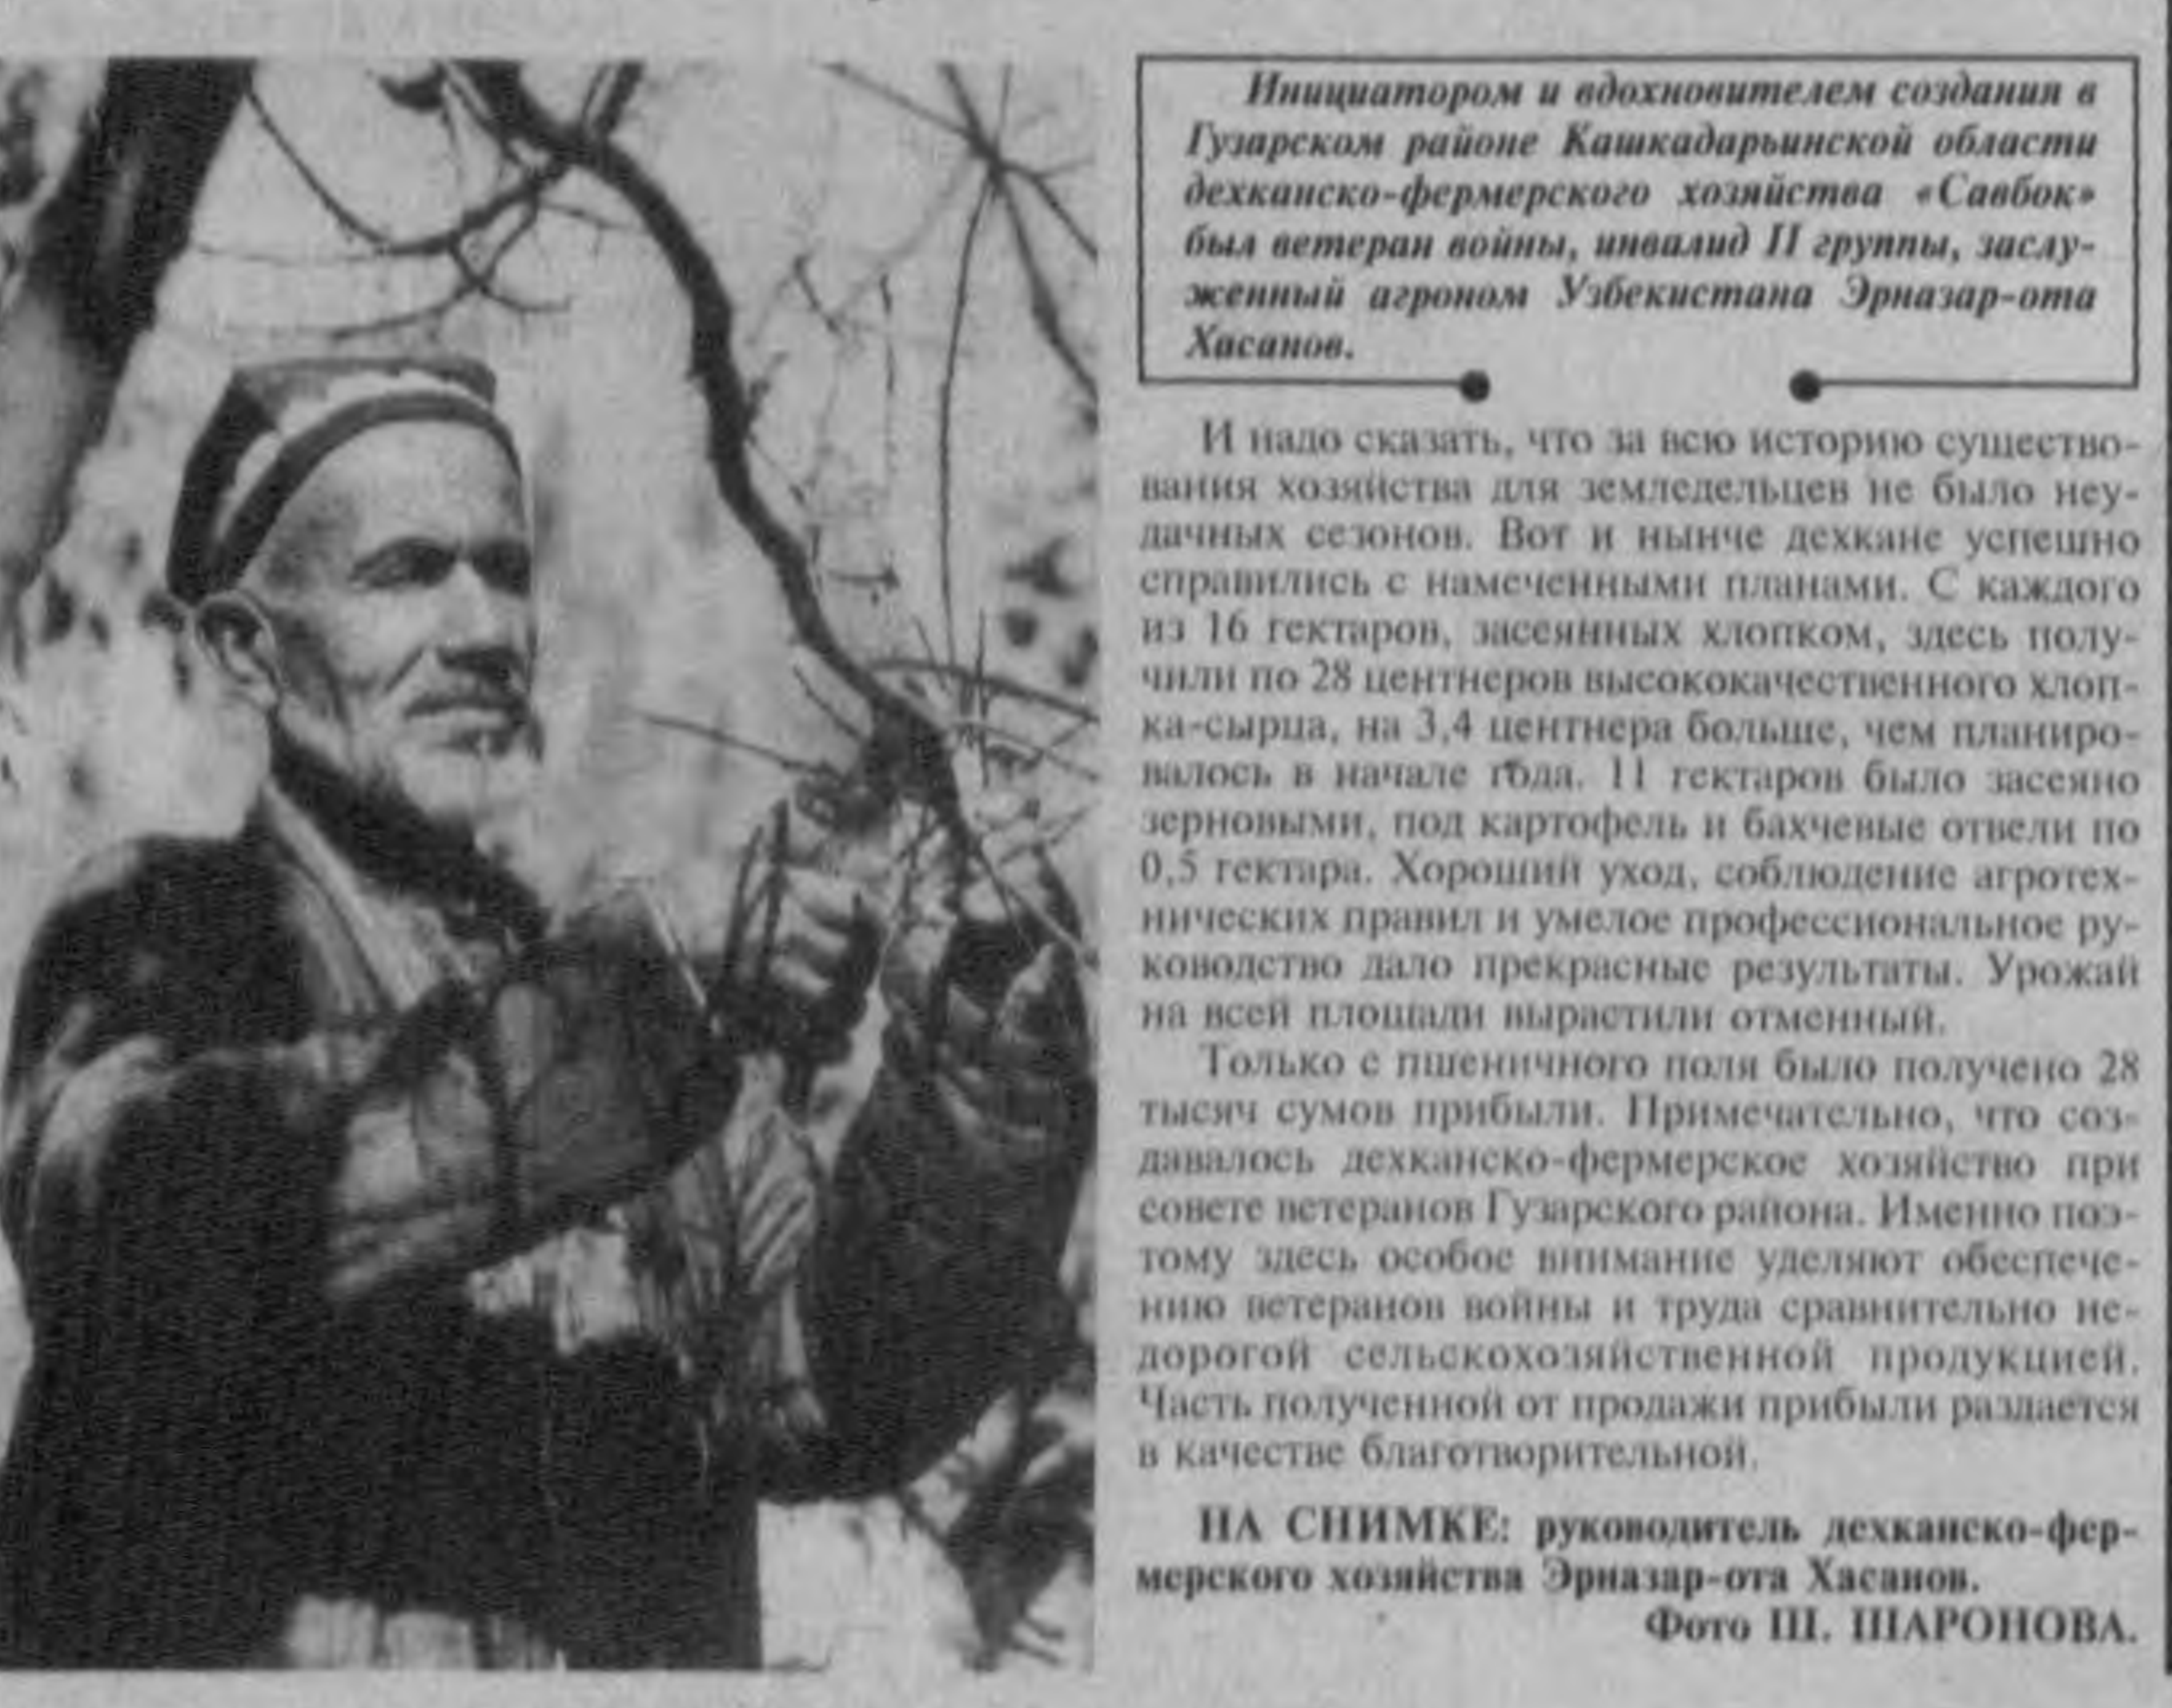 Инициатором и вдохновителем создания в
Гузарском районе Кашкадарьинской области
дехканско-фермерского хозяйства «Савбок»
был ветеран войны, инвалид II группы, заслу-
женный агроном Узбекистана Эрназар-ота
Хасанов.
И надо сказать, что за всю историю существо-
вания хозяйства для земледельцев не было неу-
дачных сезонов. Вот и нынче дехкане успешно
справились с намеченными планами. С каждого
из 16 гектаров, засеянных хлопком, здесь полу-
чили по 28 центнеров высококачественного хлоп-
ка-сырца, на 3,4 центнера больше, чем планиро-
валось в начале года. 11 гектаров было засеяно
зерновыми, под картофель и бахчевые отвели по
0,5 гектара. Хороший уход, соблюдение агротех-
нических правил и умелое профессиональное ру-
ководство дало прекрасные результаты. Урожай
на всей площади вырастили отменный.
Только с пшеничного поля было получено 28
тысяч сумов прибыли. Примечательно, что соз-
давалось дехканско-фермерское хозяйство при
совете ветеранов Гузарского района. Именно поэ-
тому здесь особое внимание уделяют обеспече-
нию ветеранов войны и труда сравнительно не-
дорогой сельскохозяйственной продукцией.
Часть полученной от продажи прибыли раздается
в качестве благотворительной.
НА СНИМКЕ: руководитель дехканско-фер-
мерского хозяйства Эрназар-ота Хасанов.
Фото Ш. ШАРОНОВА.